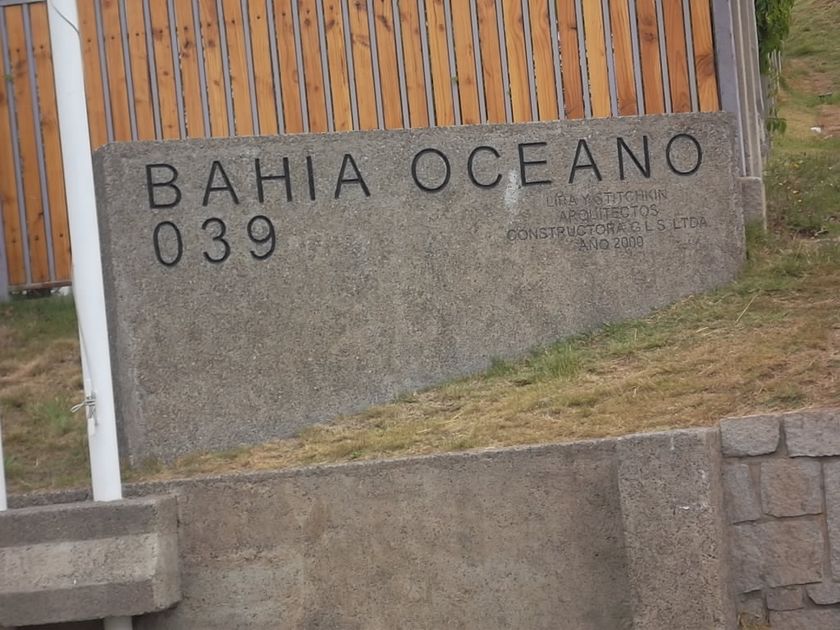 BAHIA OCEANO
039
LIRA Y STITCHKIN
ARQUITECTOS
CONSTRUCTORA G L S LTDA
AÑO 2000